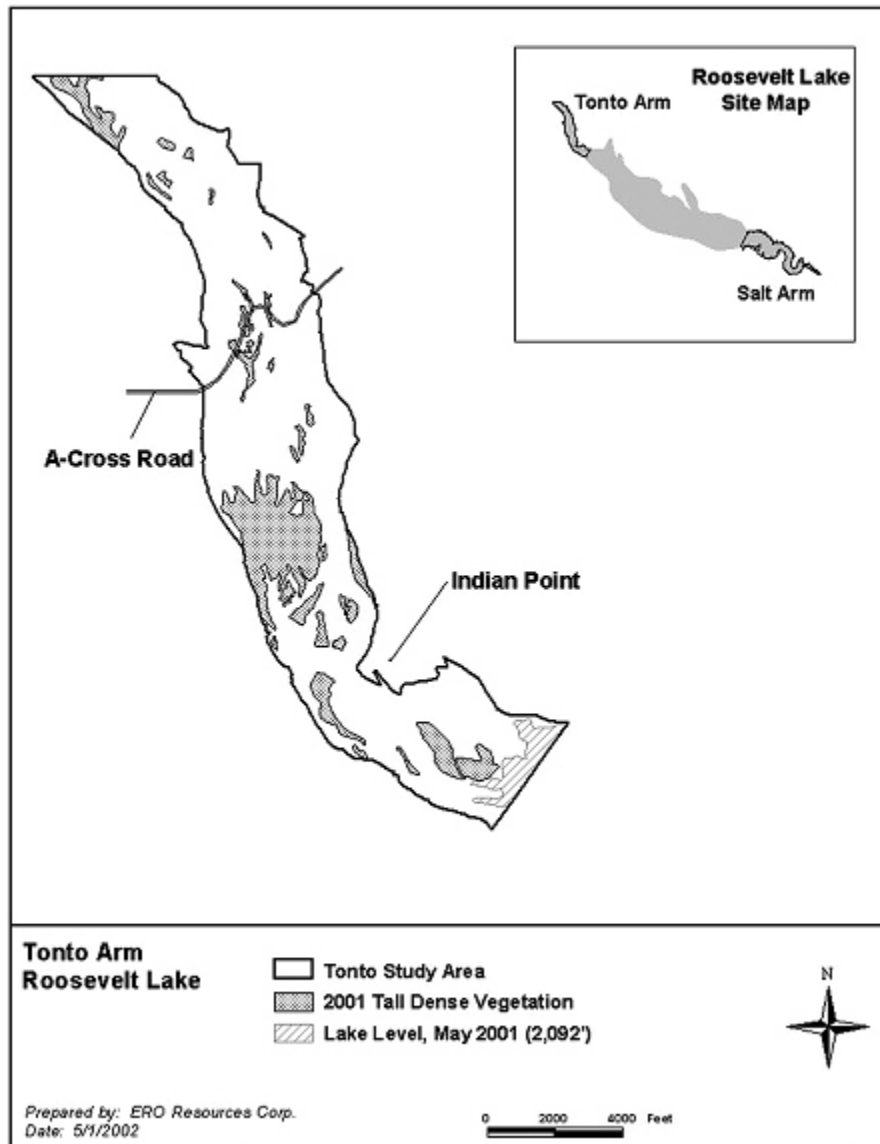 Roosevelt Lake
Site Map
Tonto Arm
Salt Arm
A-Cross Road
Indian Point
Tonto Arm
Roosevelt Lake
Tonto Study Area
2001 Tall Dense Vegetation
Lake Level, May 2001 (2,092')
N
Prepared by: ERO Resources Corp.
Date: 5/1/2002
0 2000 4000 Feet